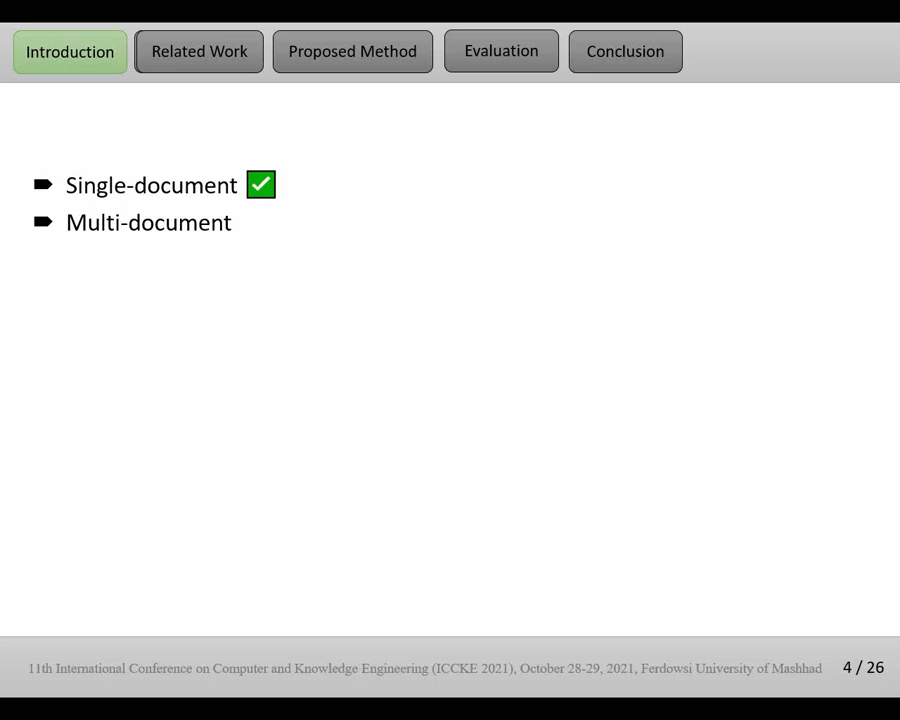 Introduction Related Work Proposed Method Evaluation Conclusion
Single-document ✅
Multi-document
11th International Conference on Computer and Knowledge Engineering (ICCKE 2021), October 28-29, 2021, Ferdowsi University of Mashhad 4 / 26